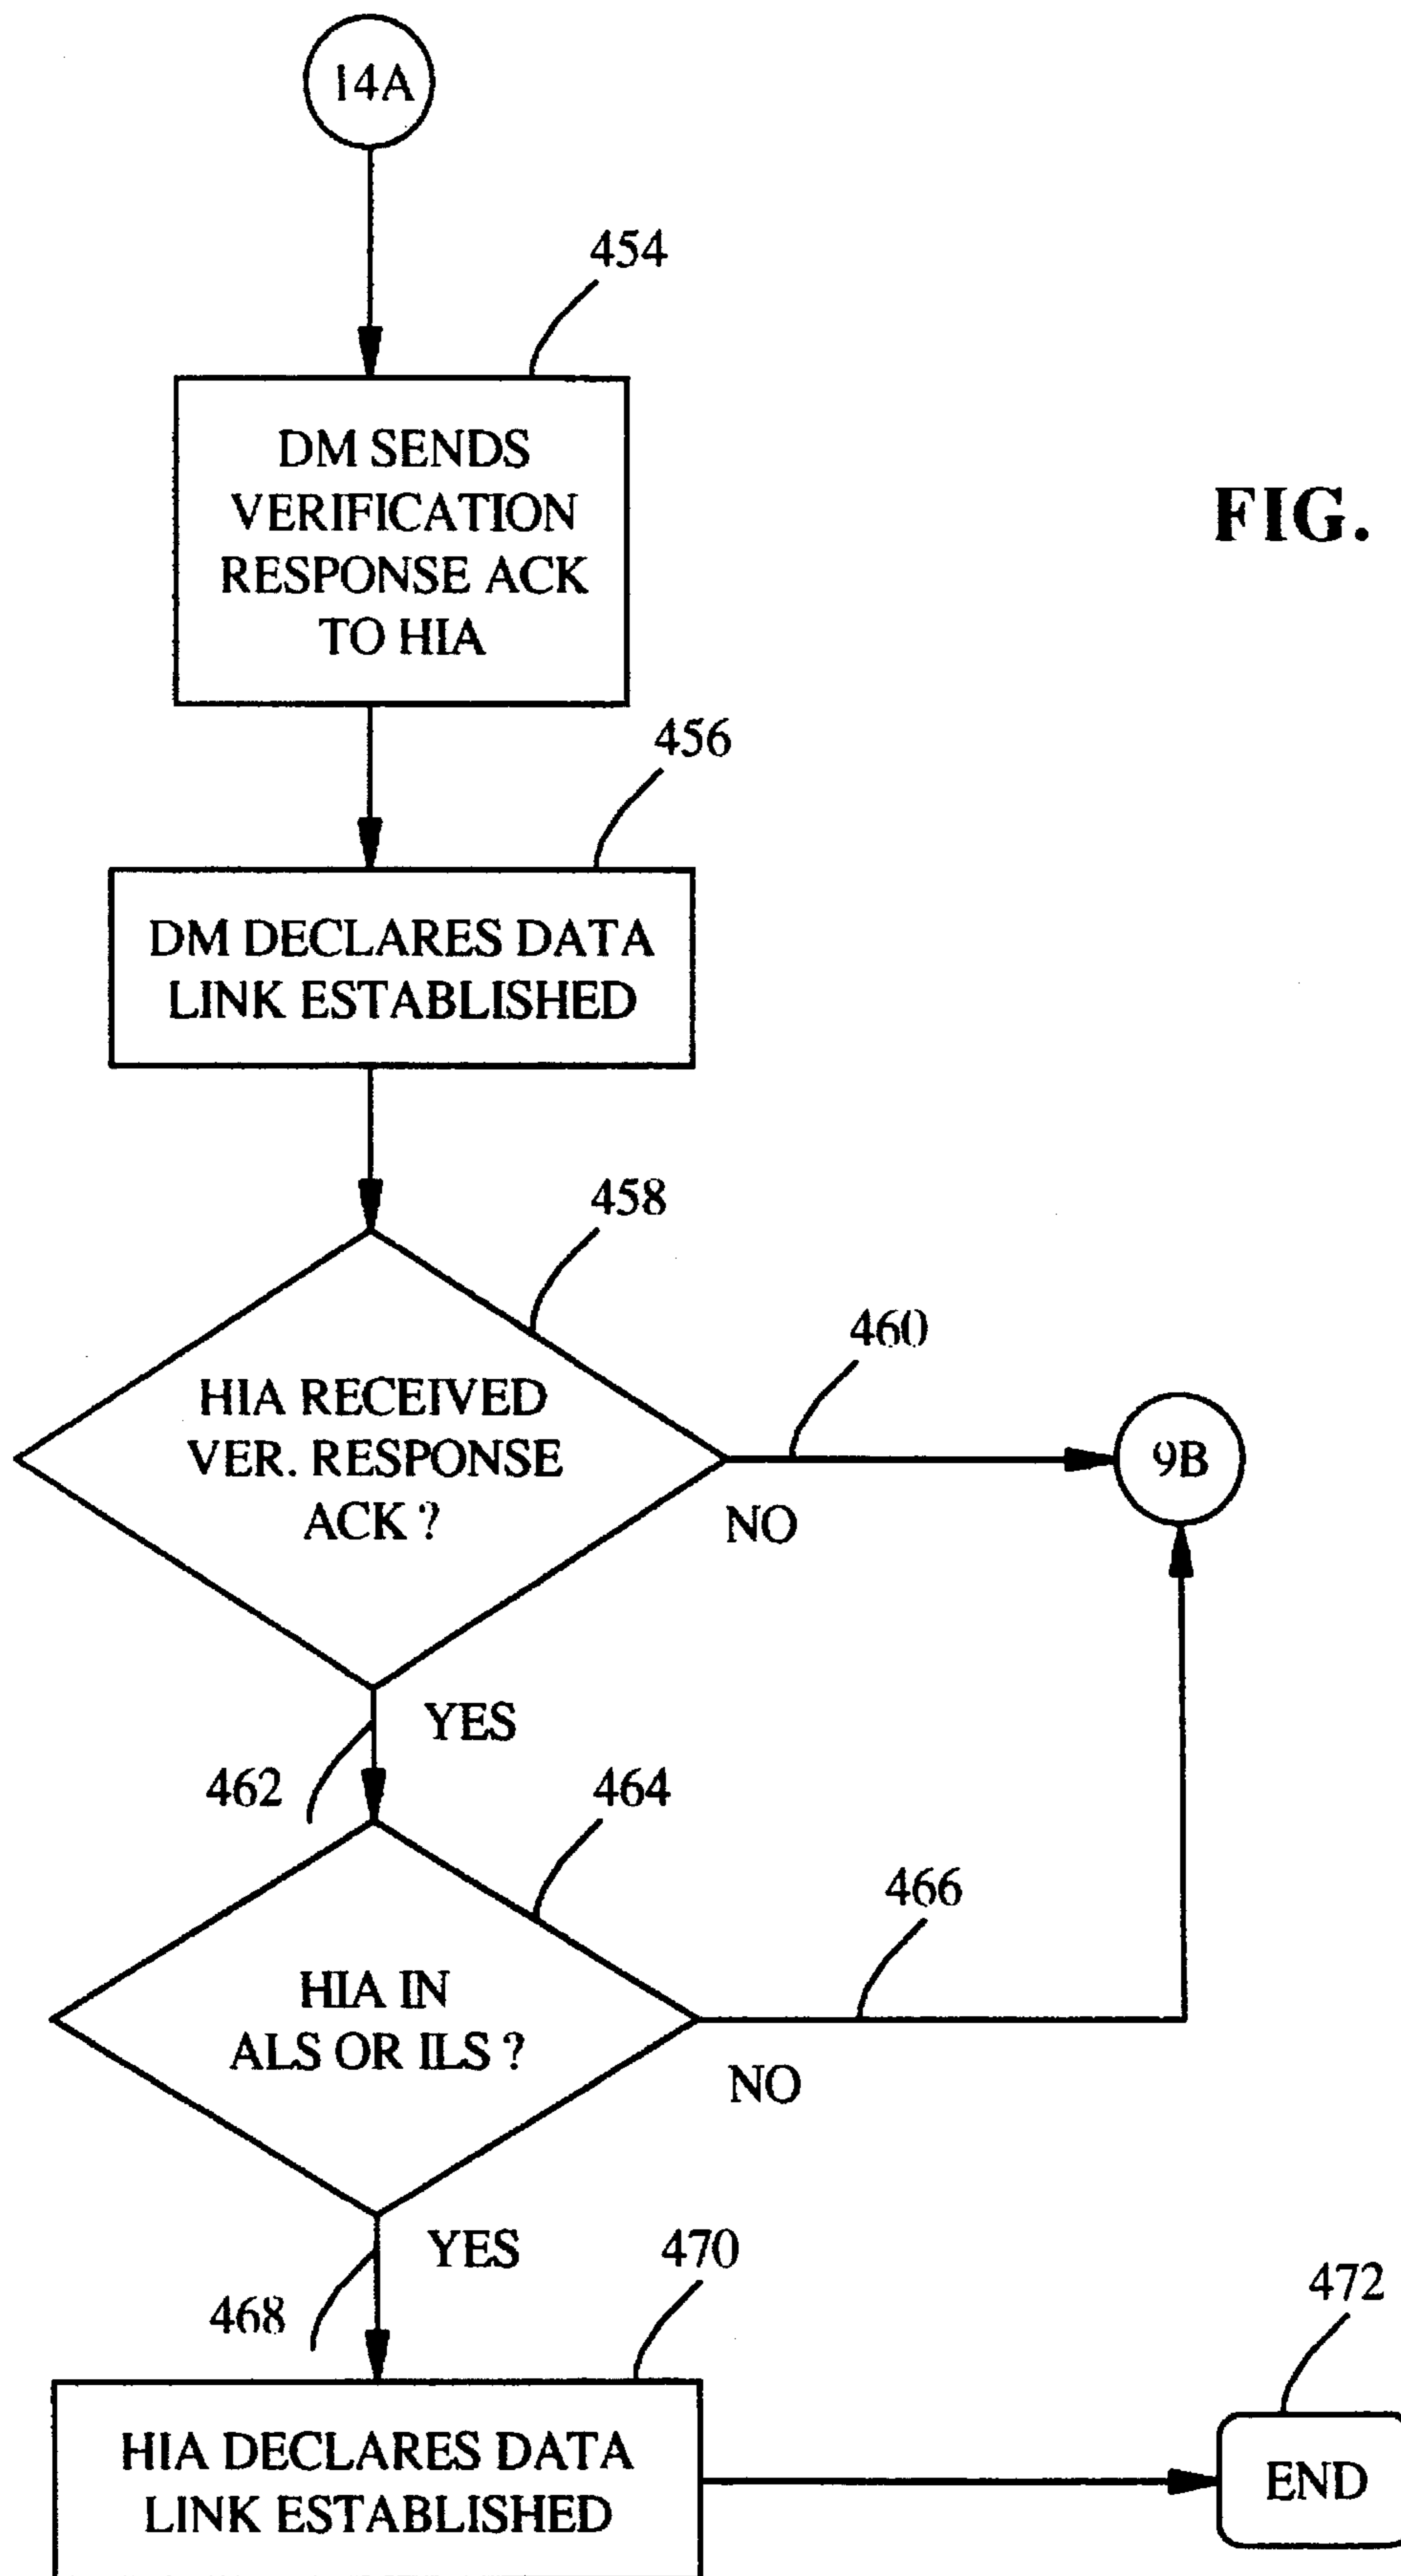 14A
454
DM SENDS
VERIFICATION
RESPONSE ACK
TO HIA
FIG.
456
DM DECLARES DATA
LINK ESTABLISHED
458
HIA RECEIVED
VER. RESPONSE
ACK ?
460
NO
9B
YES
462
464
HIA IN
ALS OR ILS ?
466
NO
YES
468
470
HIA DECLARES DATA
LINK ESTABLISHED
472
END